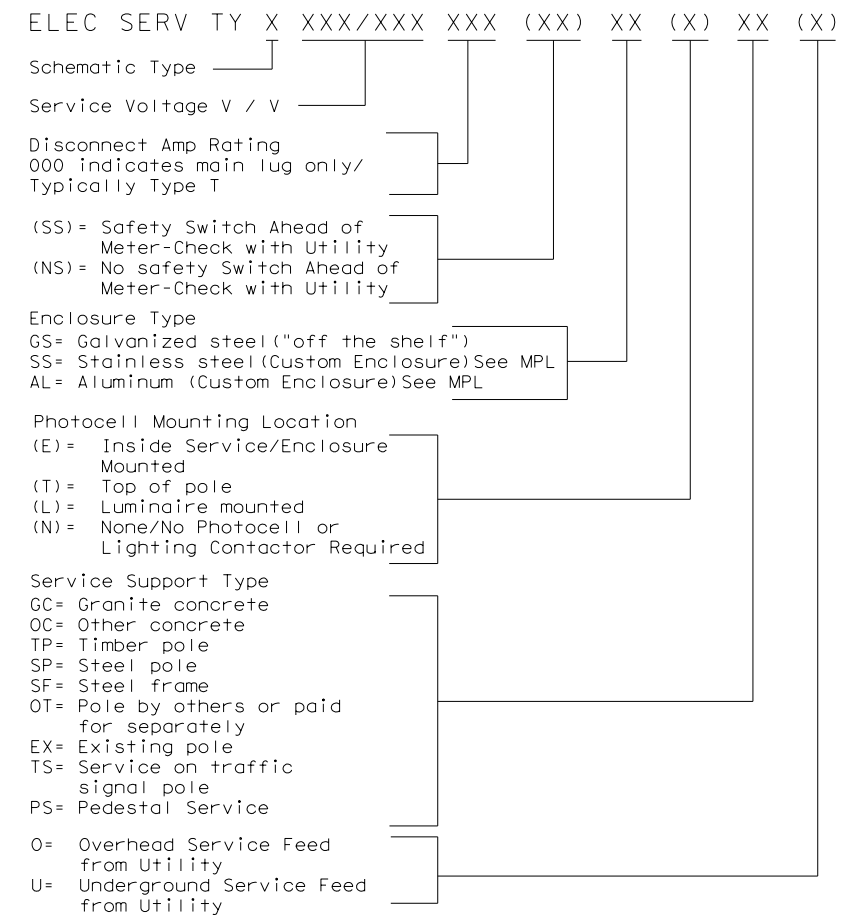 ELEC SERV TY X XXX/XXX XXX (XX) XX (X) XX (X)
Schematic Type
Service Voltage V / V
Disconnect Amp Rating
000 indicates main lug only/
Typically Type T
(SS)= Safety Switch Ahead of
Meter-Check with Utility
(NS)= No safety Switch Ahead of
Meter-Check with Utility
Enclosure Type
GS= Galvanized steel("off the shelf")
SS= Stainless steel(Custom Enclosure)See MPL
AL= Aluminum (Custom Enclosure)See MPL
Photocell Mounting Location
(E)= Inside Service/Enclosure
Mounted
(T)= Top of pole
(L)= Luminaire mounted
(N)= None/No Photocell or
Lighting Contactor Required
Service Support Type
GC= Granite concrete
OC= Other concrete
TP= Timber pole
SP= Steel pole
SF= Steel frame
OT= Pole by others or paid
for separately
EX= Existing pole
TS= Service on traffic
signal pole
PS= Pedestal Service
O= Overhead Service Feed
from Utility
U= Underground Service Feed
from Utility